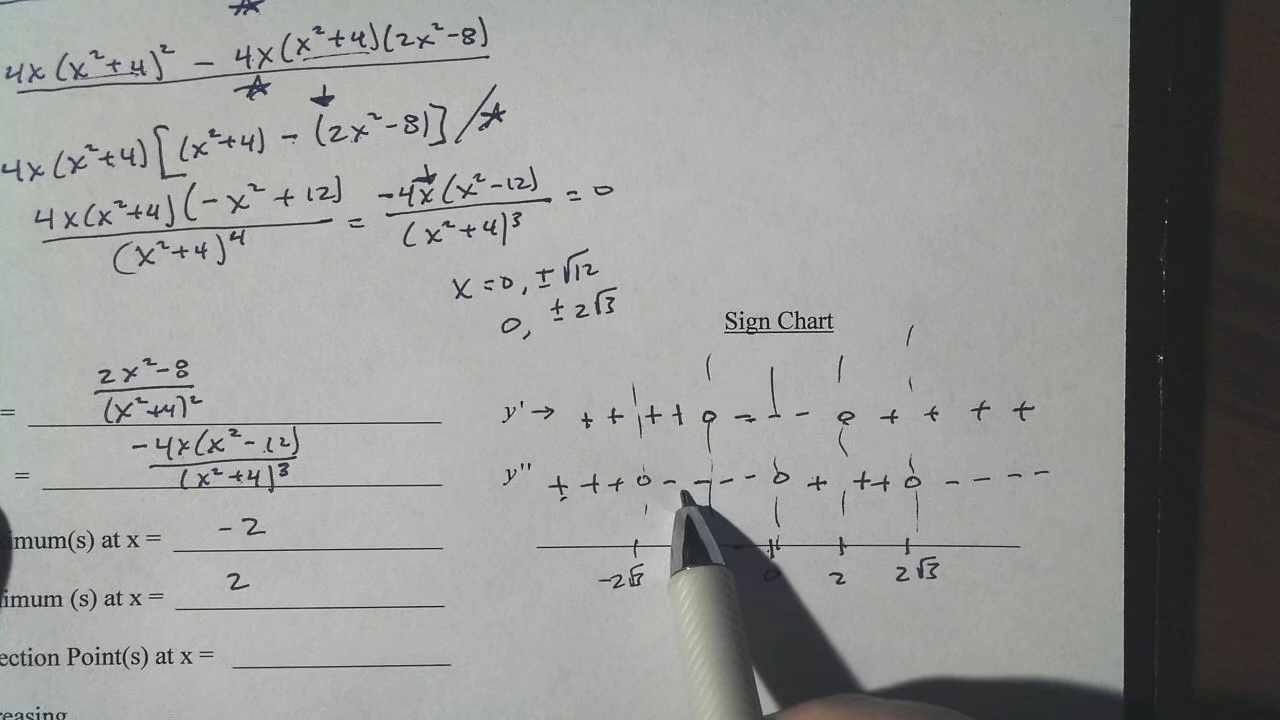 4x(x²+4)² - 4x(x²+4)(2x²-8)
4x(x²+4)[(x²+4) - (2x²-8)]/☆
4x(x²+4)(-x²+12) / (x²+4)⁴ = -4x(x²-12) / (x²+4)³ = 0
x = 0, ±√12
0, ±2√3
Sign Chart
= 2x²-8 / (x²+4)²
y' → + + + + 0 - - - 0 + + + +
= -4x(x²-12) / (x²+4)³
y'' + + + 0 - - - - 0 + + + 0 - - - -
imum(s) at x = -2
-2√3 0 2 2√3
imum (s) at x = 2
ection Point(s) at x =
reasing